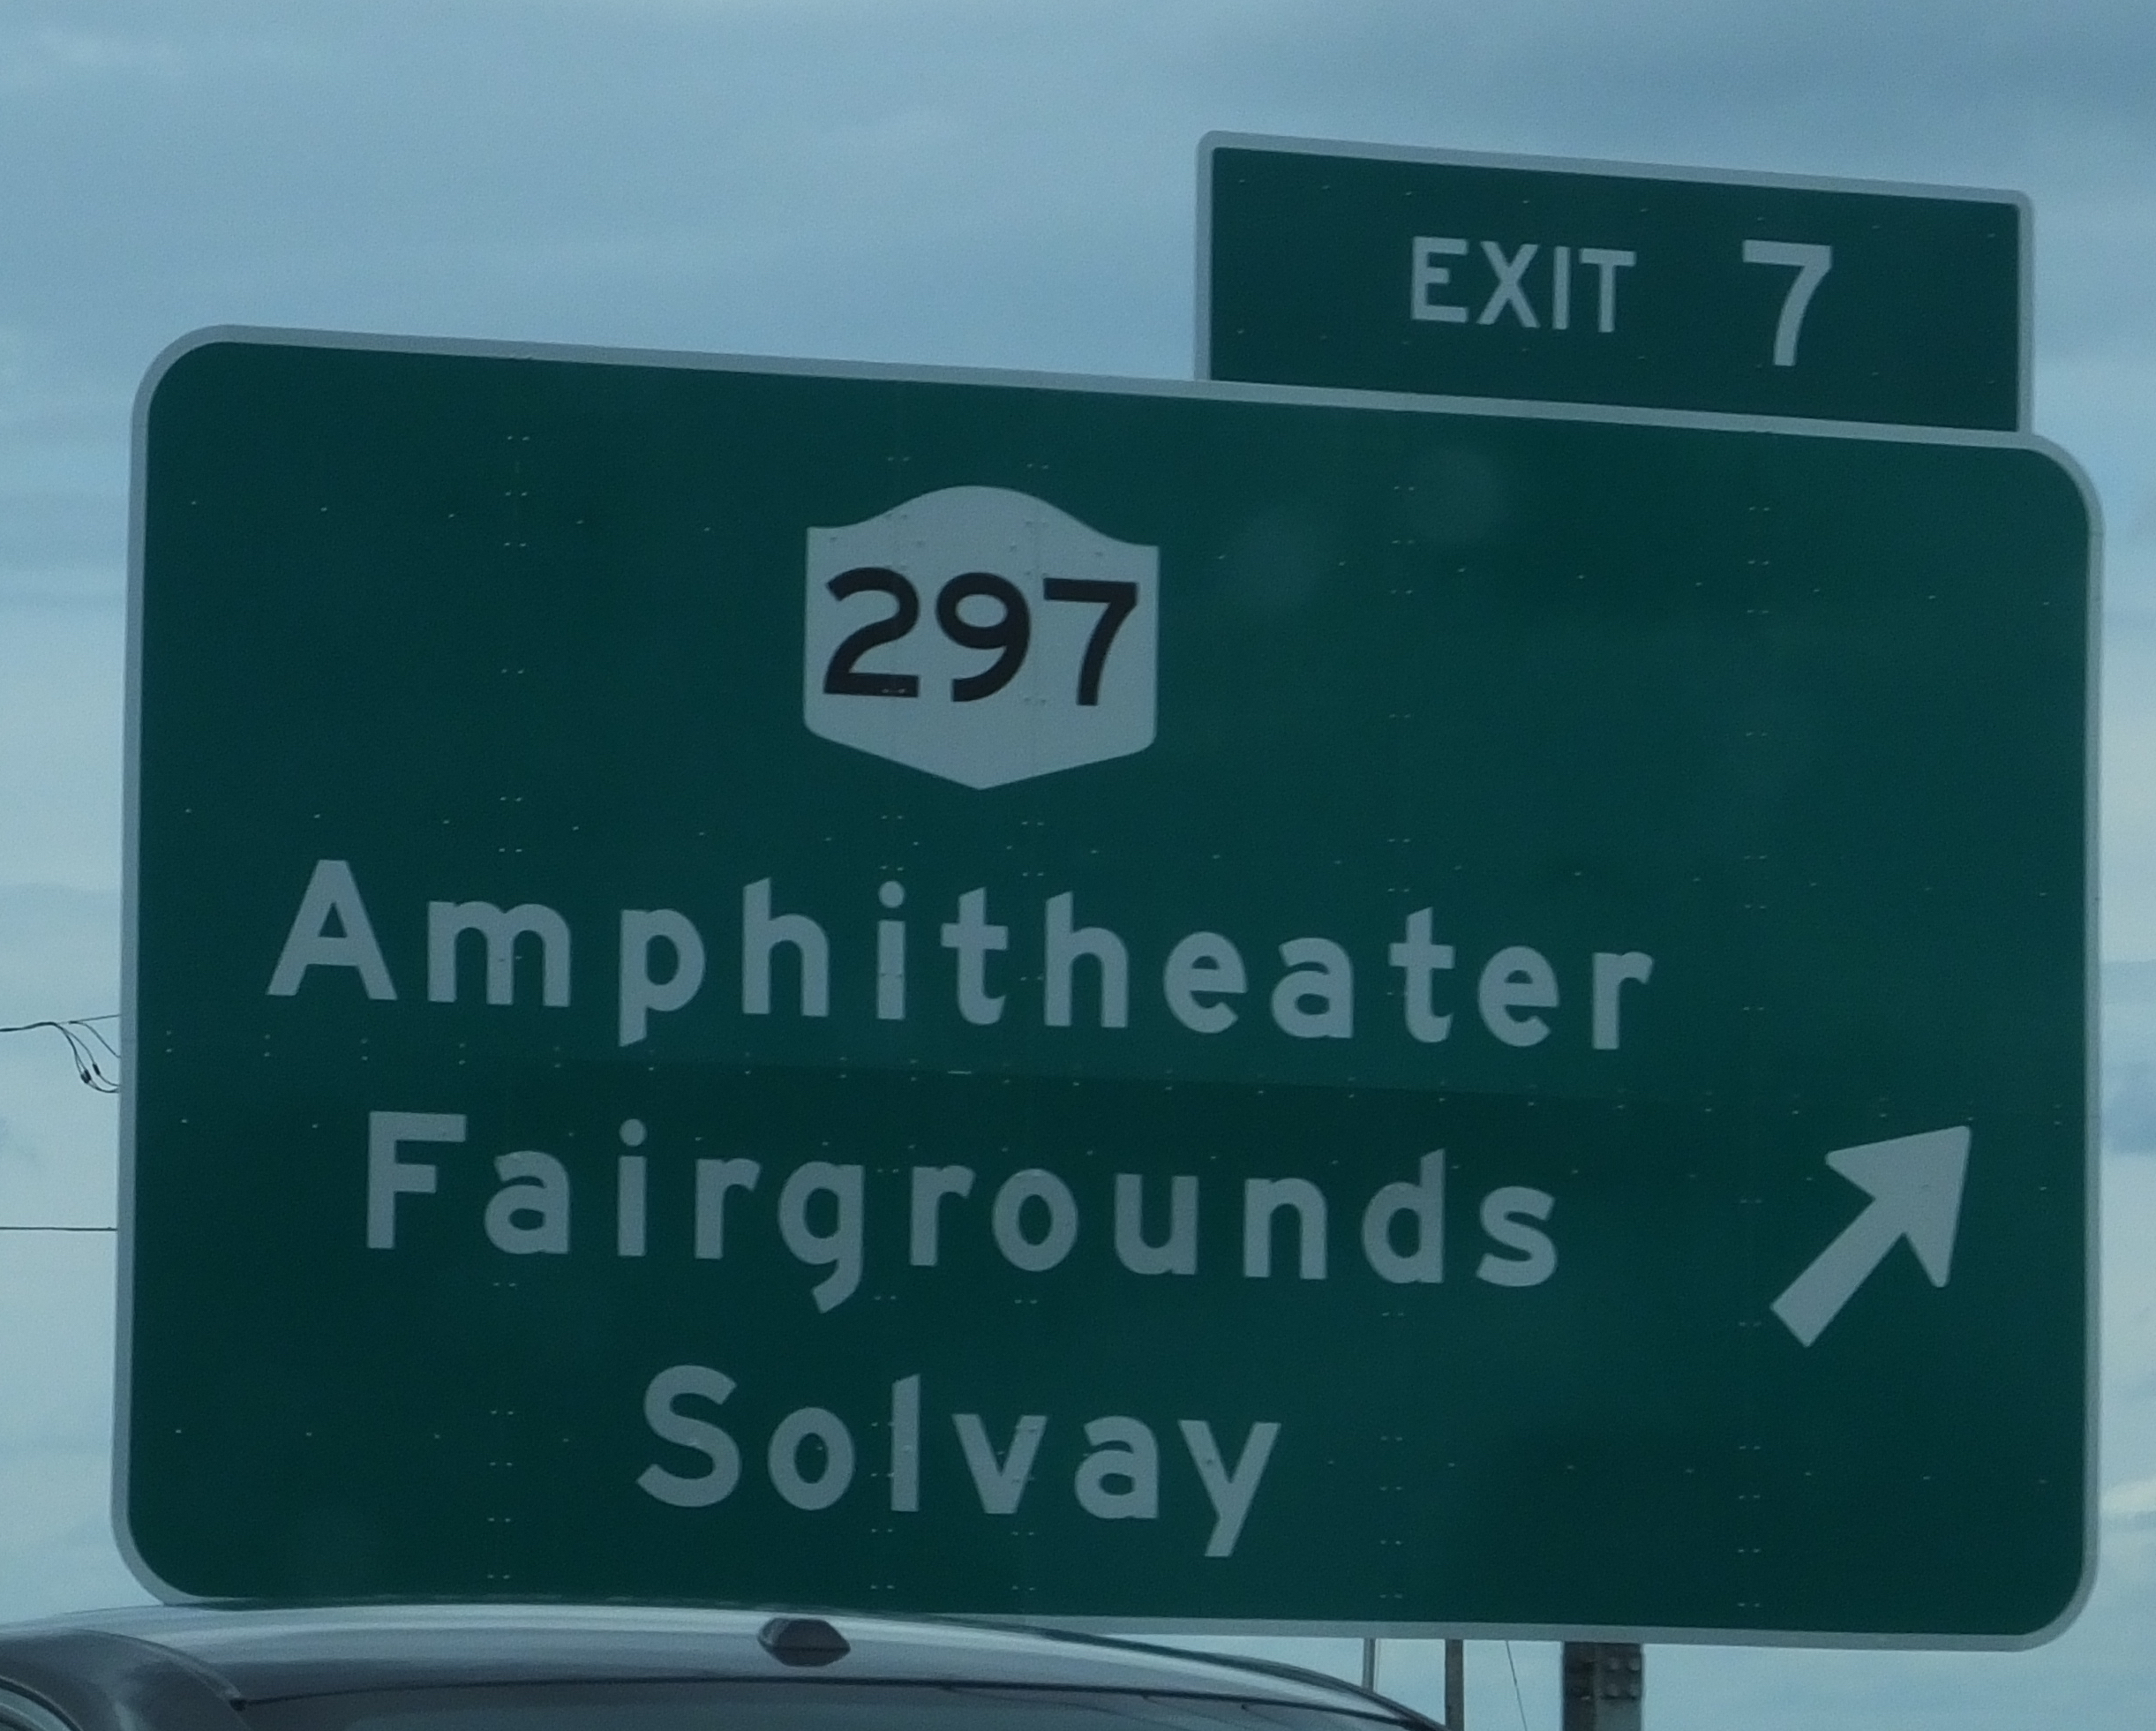 EXIT 7
297
Amphitheater
Fairgrounds
Solvay